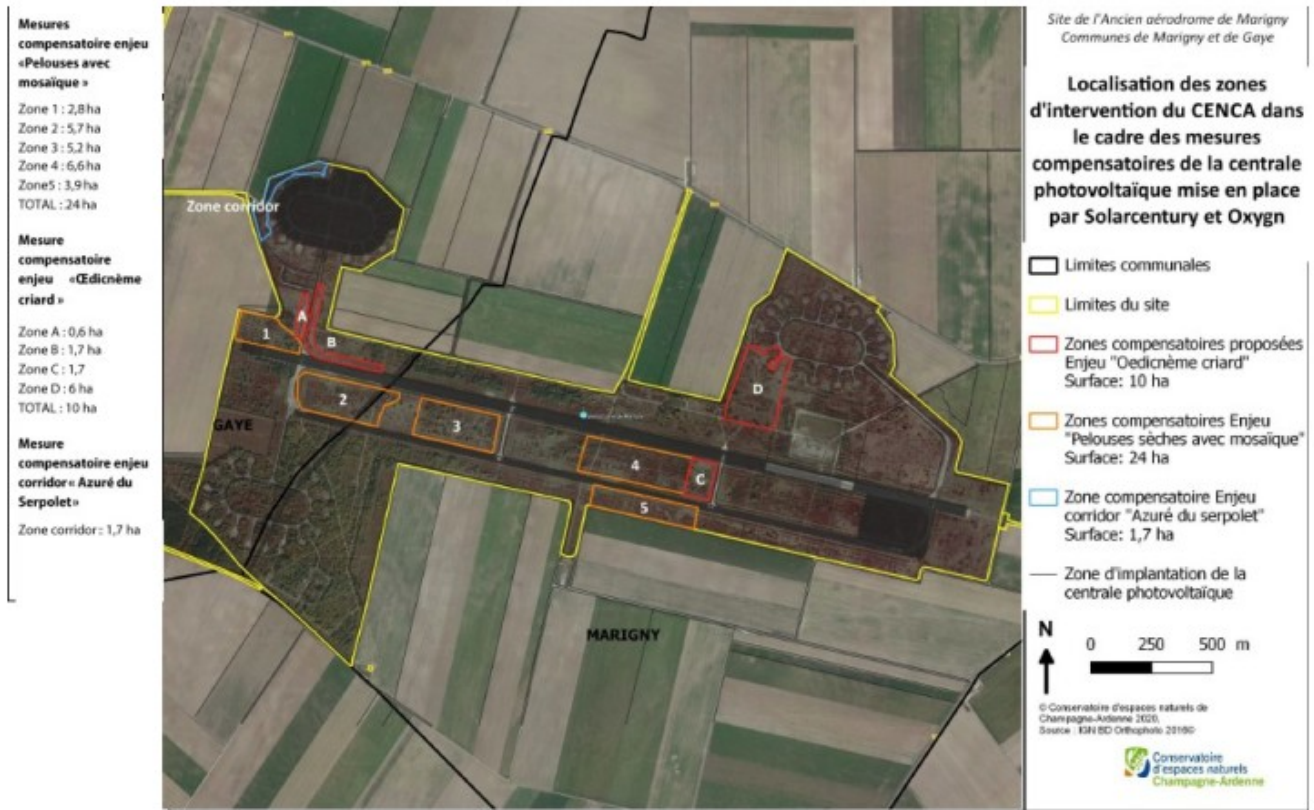 Mesures
compensatoire enjeu
«Pelouses avec
mosaïque »
Zone 1 : 2,8 ha
Zone 2 : 5,7 ha
Zone 3 : 5,2 ha
Zone 4 : 6,6 ha
Zone5 : 3,9 ha
TOTAL : 24 ha
Mesure
compensatoire
enjeu «Œdicnème
criard »
Zone A : 0,6 ha
Zone B : 1,7 ha
Zone C : 1,7
Zone D : 6 ha
TOTAL : 10 ha
Mesure
compensatoire enjeu
corridor« Azuré du
Serpolet»
Zone corridor : 1,7 ha
Zone corridor
A
1
B
2
GAYE
3
D
4
C
5
MARIGNY
Site de l'Ancien aérodrome de Marigny
Communes de Marigny et de Gaye
Localisation des zones
d'intervention du CENCA dans
le cadre des mesures
compensatoires de la centrale
photovoltaïque mise en place
par Solarcentury et Oxygn
Limites communales
Limites du site
Zones compensatoires proposées
Enjeu "Oedicnème criard"
Surface: 10 ha
Zones compensatoires Enjeu
"Pelouses sèches avec mosaïque"
Surface: 24 ha
Zone compensatoire Enjeu
corridor "Azuré du serpolet"
Surface: 1,7 ha
Zone d'implantation de la
centrale photovoltaïque
N
0 250 500 m
© Conservatoire d'espaces naturels de
Champagne-Ardenne 2020,
Source : IGN BD Orthophoto 2016©
Conservatoire
d'espaces naturels
Champagne-Ardenne